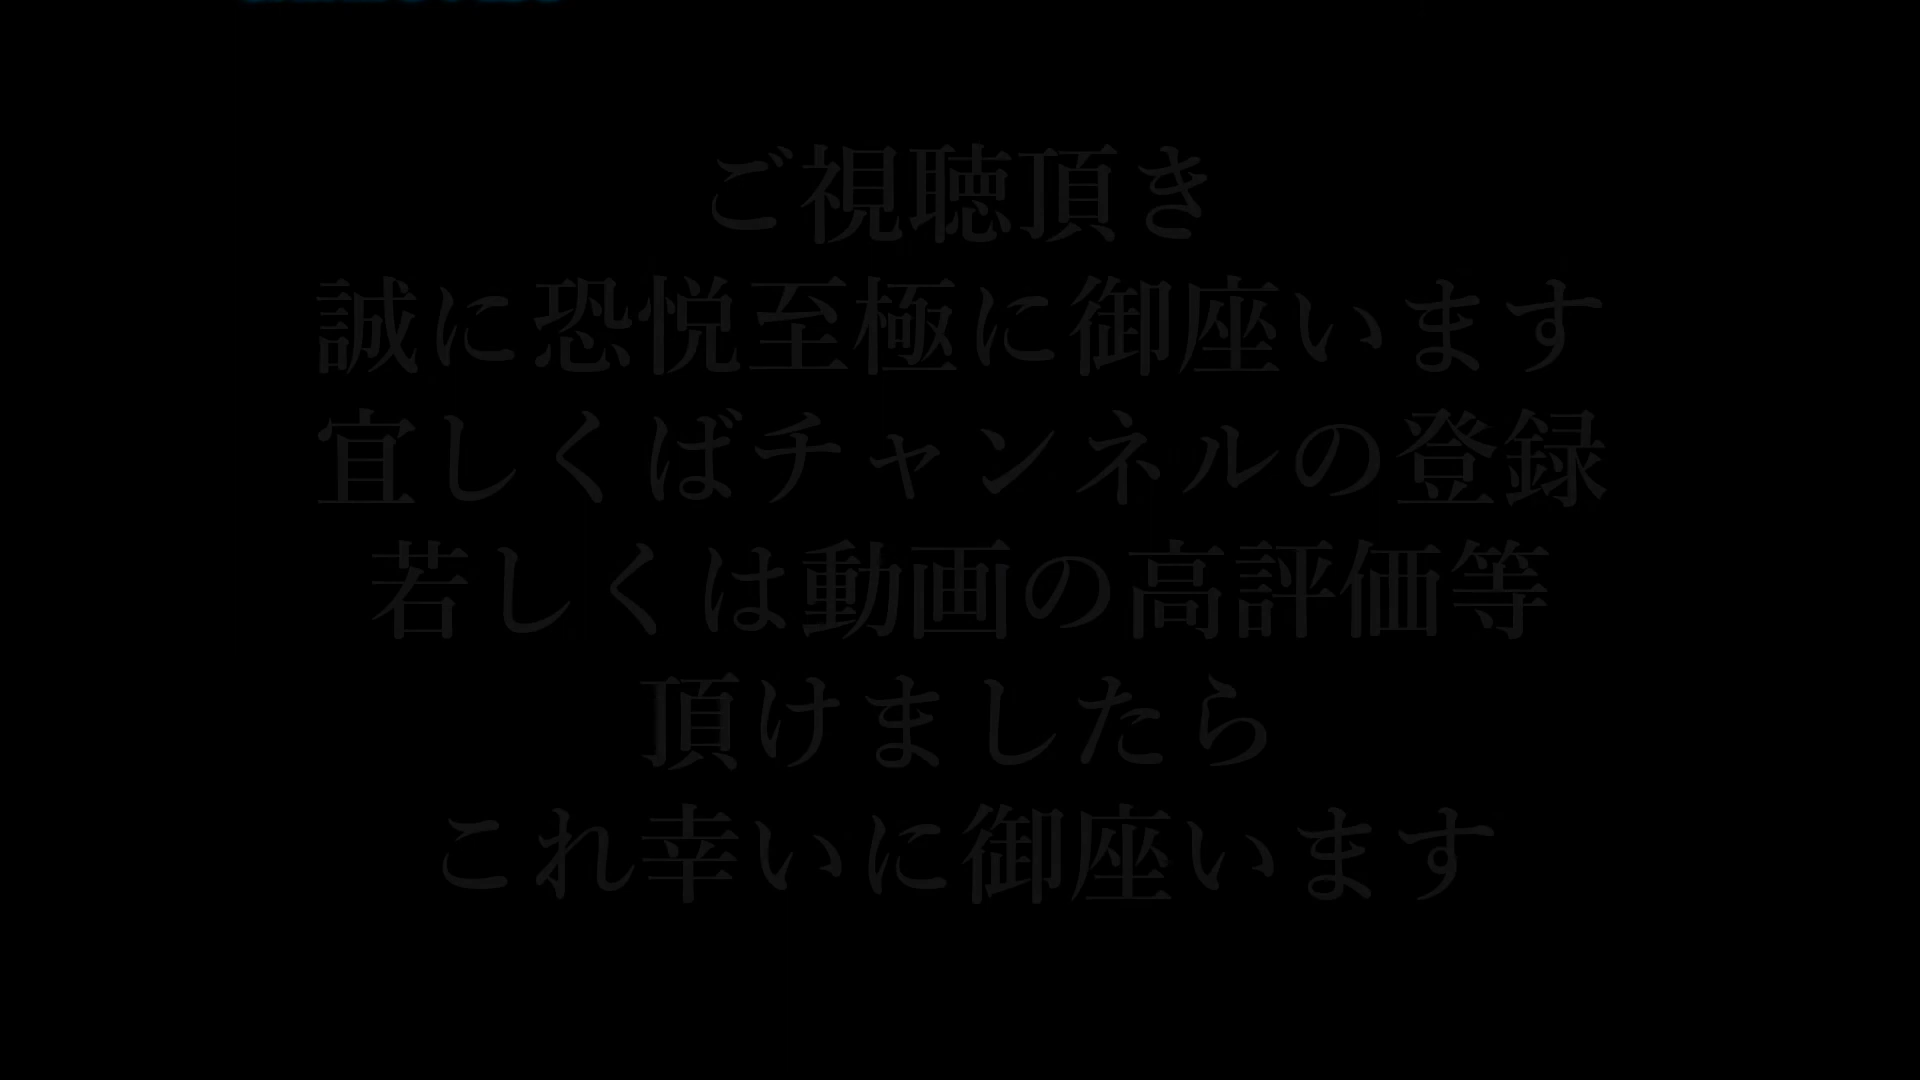 ご視聴頂き
誠に恐悦至極に御座います
宜しくばチャンネルの登録
若しくは動画の高評価等
頂けましたら
これ幸いに御座います